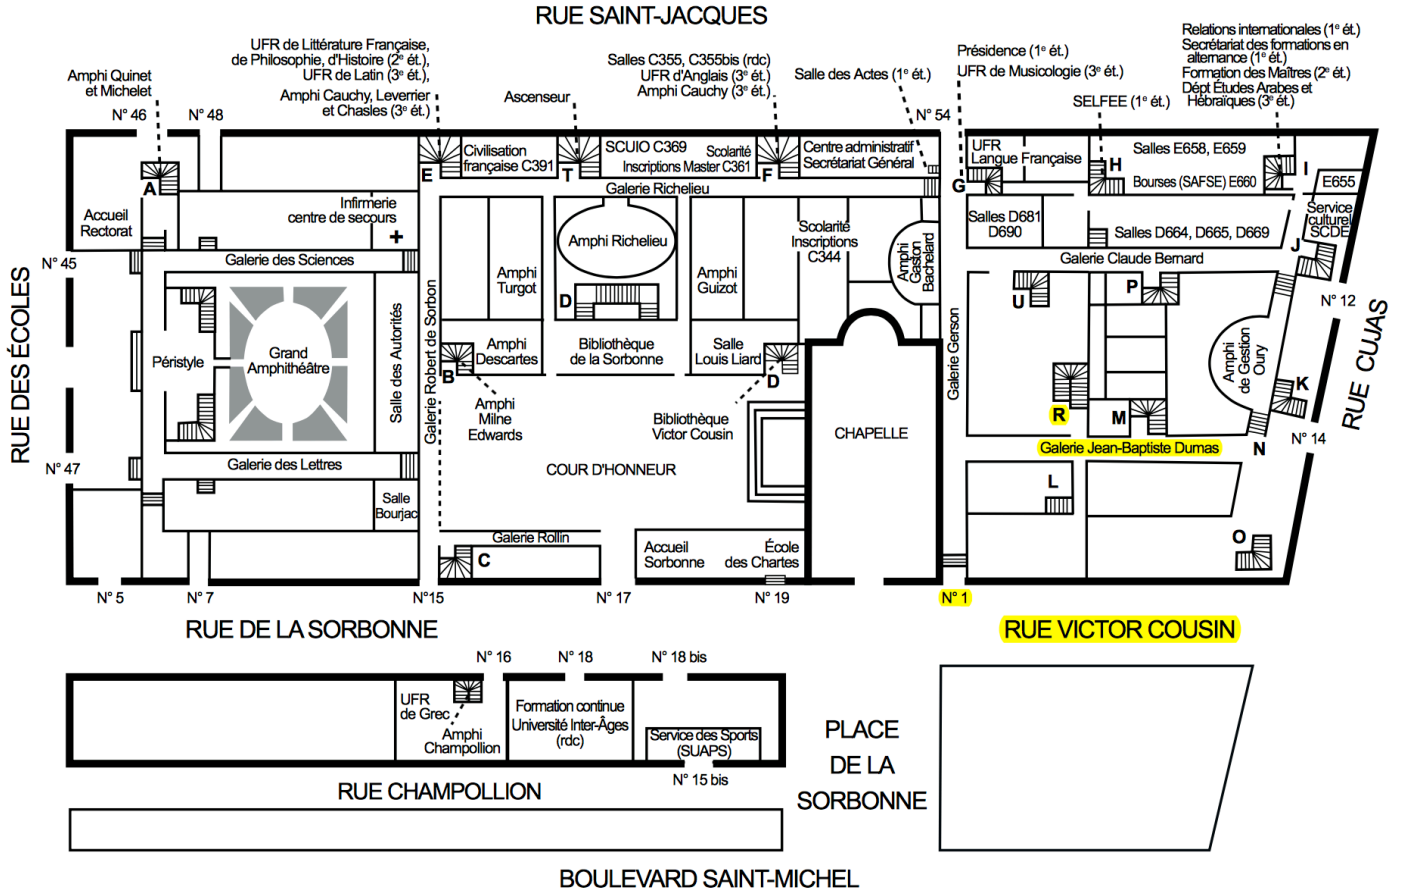 RUE SAINT-JACQUES
UFR de Littérature Française,
de Philosophie, d'Histoire (2e ét.),
UFR de Latin (3e ét.),
Amphi Cauchy, Leverrier
et Chasles (3e ét.)
Amphi Quinet
et Michelet
Ascenseur
Salles C355, C355bis (rdc)
UFR d'Anglais (3e ét.)
Amphi Cauchy (3e ét.)
Salle des Actes (1e ét.)
Présidence (1e ét.)
UFR de Musicologie (3e ét.)
SELFEE (1e ét.)
Relations internationales (1e ét.)
Secrétariat des formations en
alternance (1e ét.)
Formation des Maîtres (2e ét.)
Dépt Études Arabes et
Hébraïques (3e ét.)
N° 46
N° 48
N° 54
A
E
Civilisation
française C391
T
SCUIO C369
Scolarité
Inscriptions Master C361
F
Centre administratif
Secrétariat Général
G
UFR
Langue Française
H
Salles E658, E659
Bourses (SAFSE) E660
I
E655
Galerie Richelieu
Accueil
Rectorat
Infirmerie
centre de secours
+
Amphi Richelieu
Scolarité
Inscriptions
C344
Amphi
Gaston
Bachelard
Salles D681
D690
Salles D664, D665, D669
Service
culturel
SCDE
J
N° 45
Galerie des Sciences
Galerie Claude Bernard
Amphi
Turgot
D
Amphi
Guizot
U
P
N° 12
RUE DES ÉCOLES
Péristyle
Grand
Amphithéâtre
Salle des Autorités
Galerie Robert de Sorbon
Amphi
Descartes
Bibliothèque
de la Sorbonne
Salle
Louis Liard
B
D
Galerie Gerson
Amphi
de Gestion
Oury
K
RUE CUJAS
Amphi
Milne
Edwards
Bibliothèque
Victor Cousin
CHAPELLE
R
M
N
N° 14
Galerie Jean-Baptiste Dumas
N° 47
Galerie des Lettres
COUR D'HONNEUR
L
Salle
Bourjac
Galerie Rollin
C
Accueil
Sorbonne
École
des Chartes
O
N° 5
N° 7
N°15
N° 17
N° 19
N° 1
RUE DE LA SORBONNE
RUE VICTOR COUSIN
N° 16
N° 18
N° 18 bis
UFR
de Grec
Amphi
Champollion
Formation continue
Université Inter-Âges
(rdc)
Service des Sports
(SUAPS)
N° 15 bis
PLACE
DE LA
SORBONNE
RUE CHAMPOLLION
BOULEVARD SAINT-MICHEL